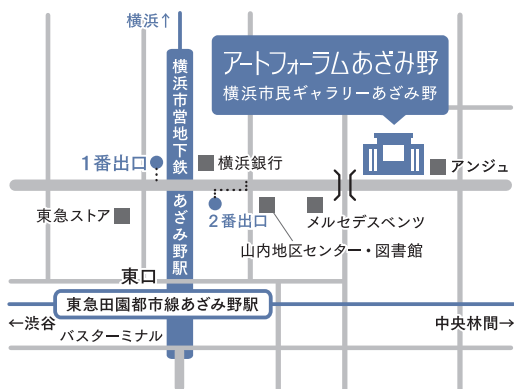 横浜↑
アートフォーラムあざみ野
横浜市民ギャラリーあざみ野
横浜市営地下鉄 あざみ野駅
1番出口
横浜銀行
アンジュ
東急ストア
2番出口
メルセデスベンツ
山内地区センター・図書館
東口
東急田園都市線あざみ野駅
←渋谷
中央林間→
バスターミナル